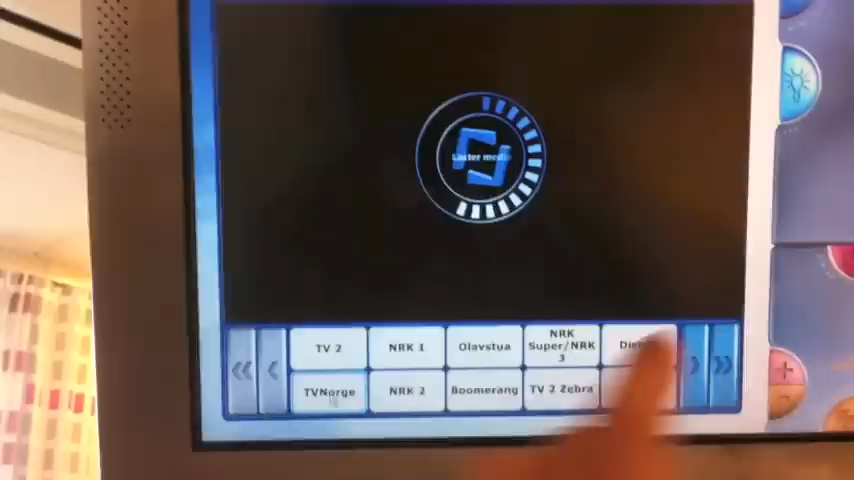 Laster media
TV 2
NRK 1
Olavstua
NRK
Super/NRK
3
TVNorge
NRK 2
Boomerang
TV 2 Zebra